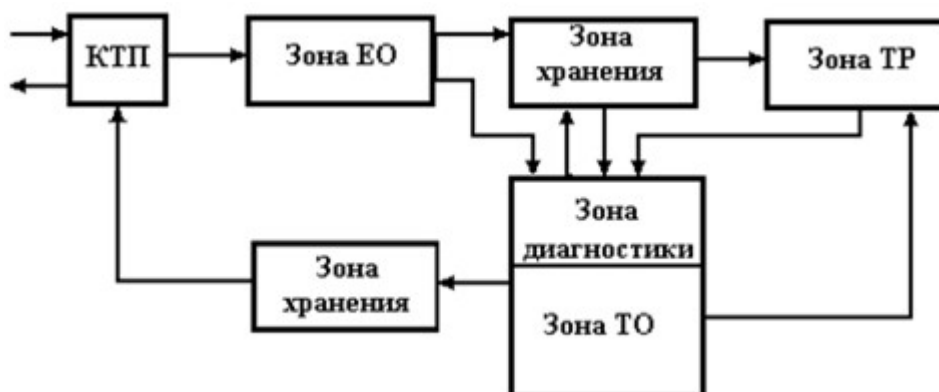 КТП
Зона ЕО
Зона
хранения
Зона ТР
Зона
диагностики
Зона
хранения
Зона ТО